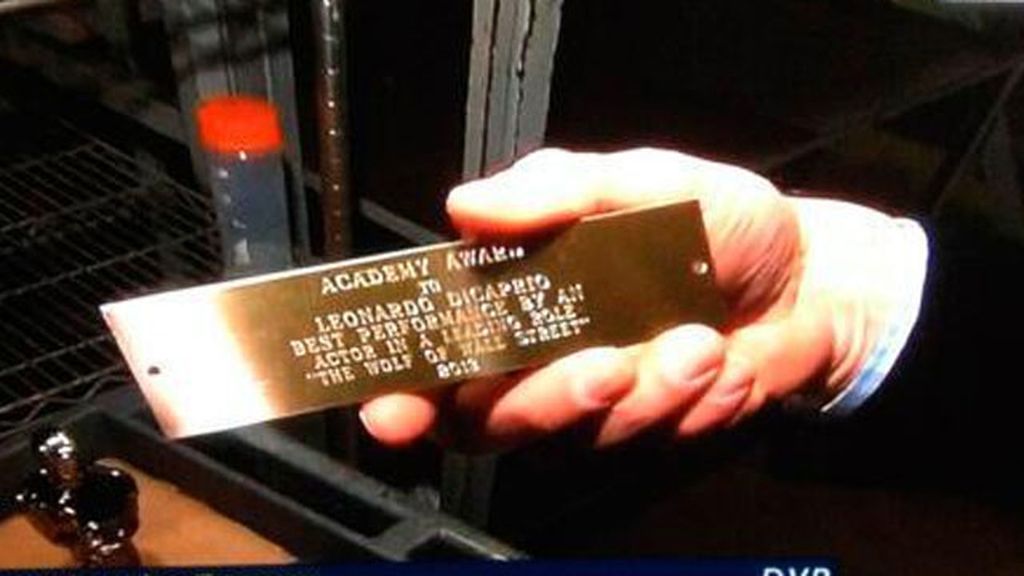 ACADEMY AWARD
TO
LEONARDO DICAPRIO
BEST PERFORMANCE BY AN
ACTOR IN A LEADING ROLE
"THE WOLF OF WALL STREET"
2013
DVR